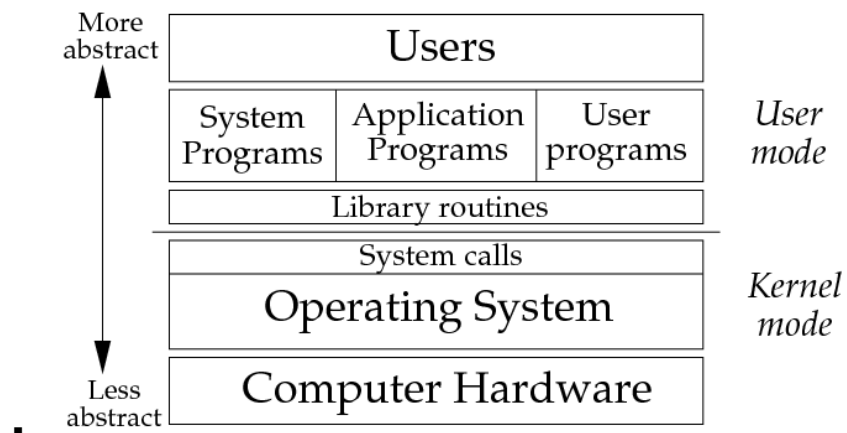 More
abstract
Users
System
Programs
Application
Programs
User
programs
User
mode
Library routines
System calls
Operating System
Kernel
mode
Computer Hardware
Less
abstract